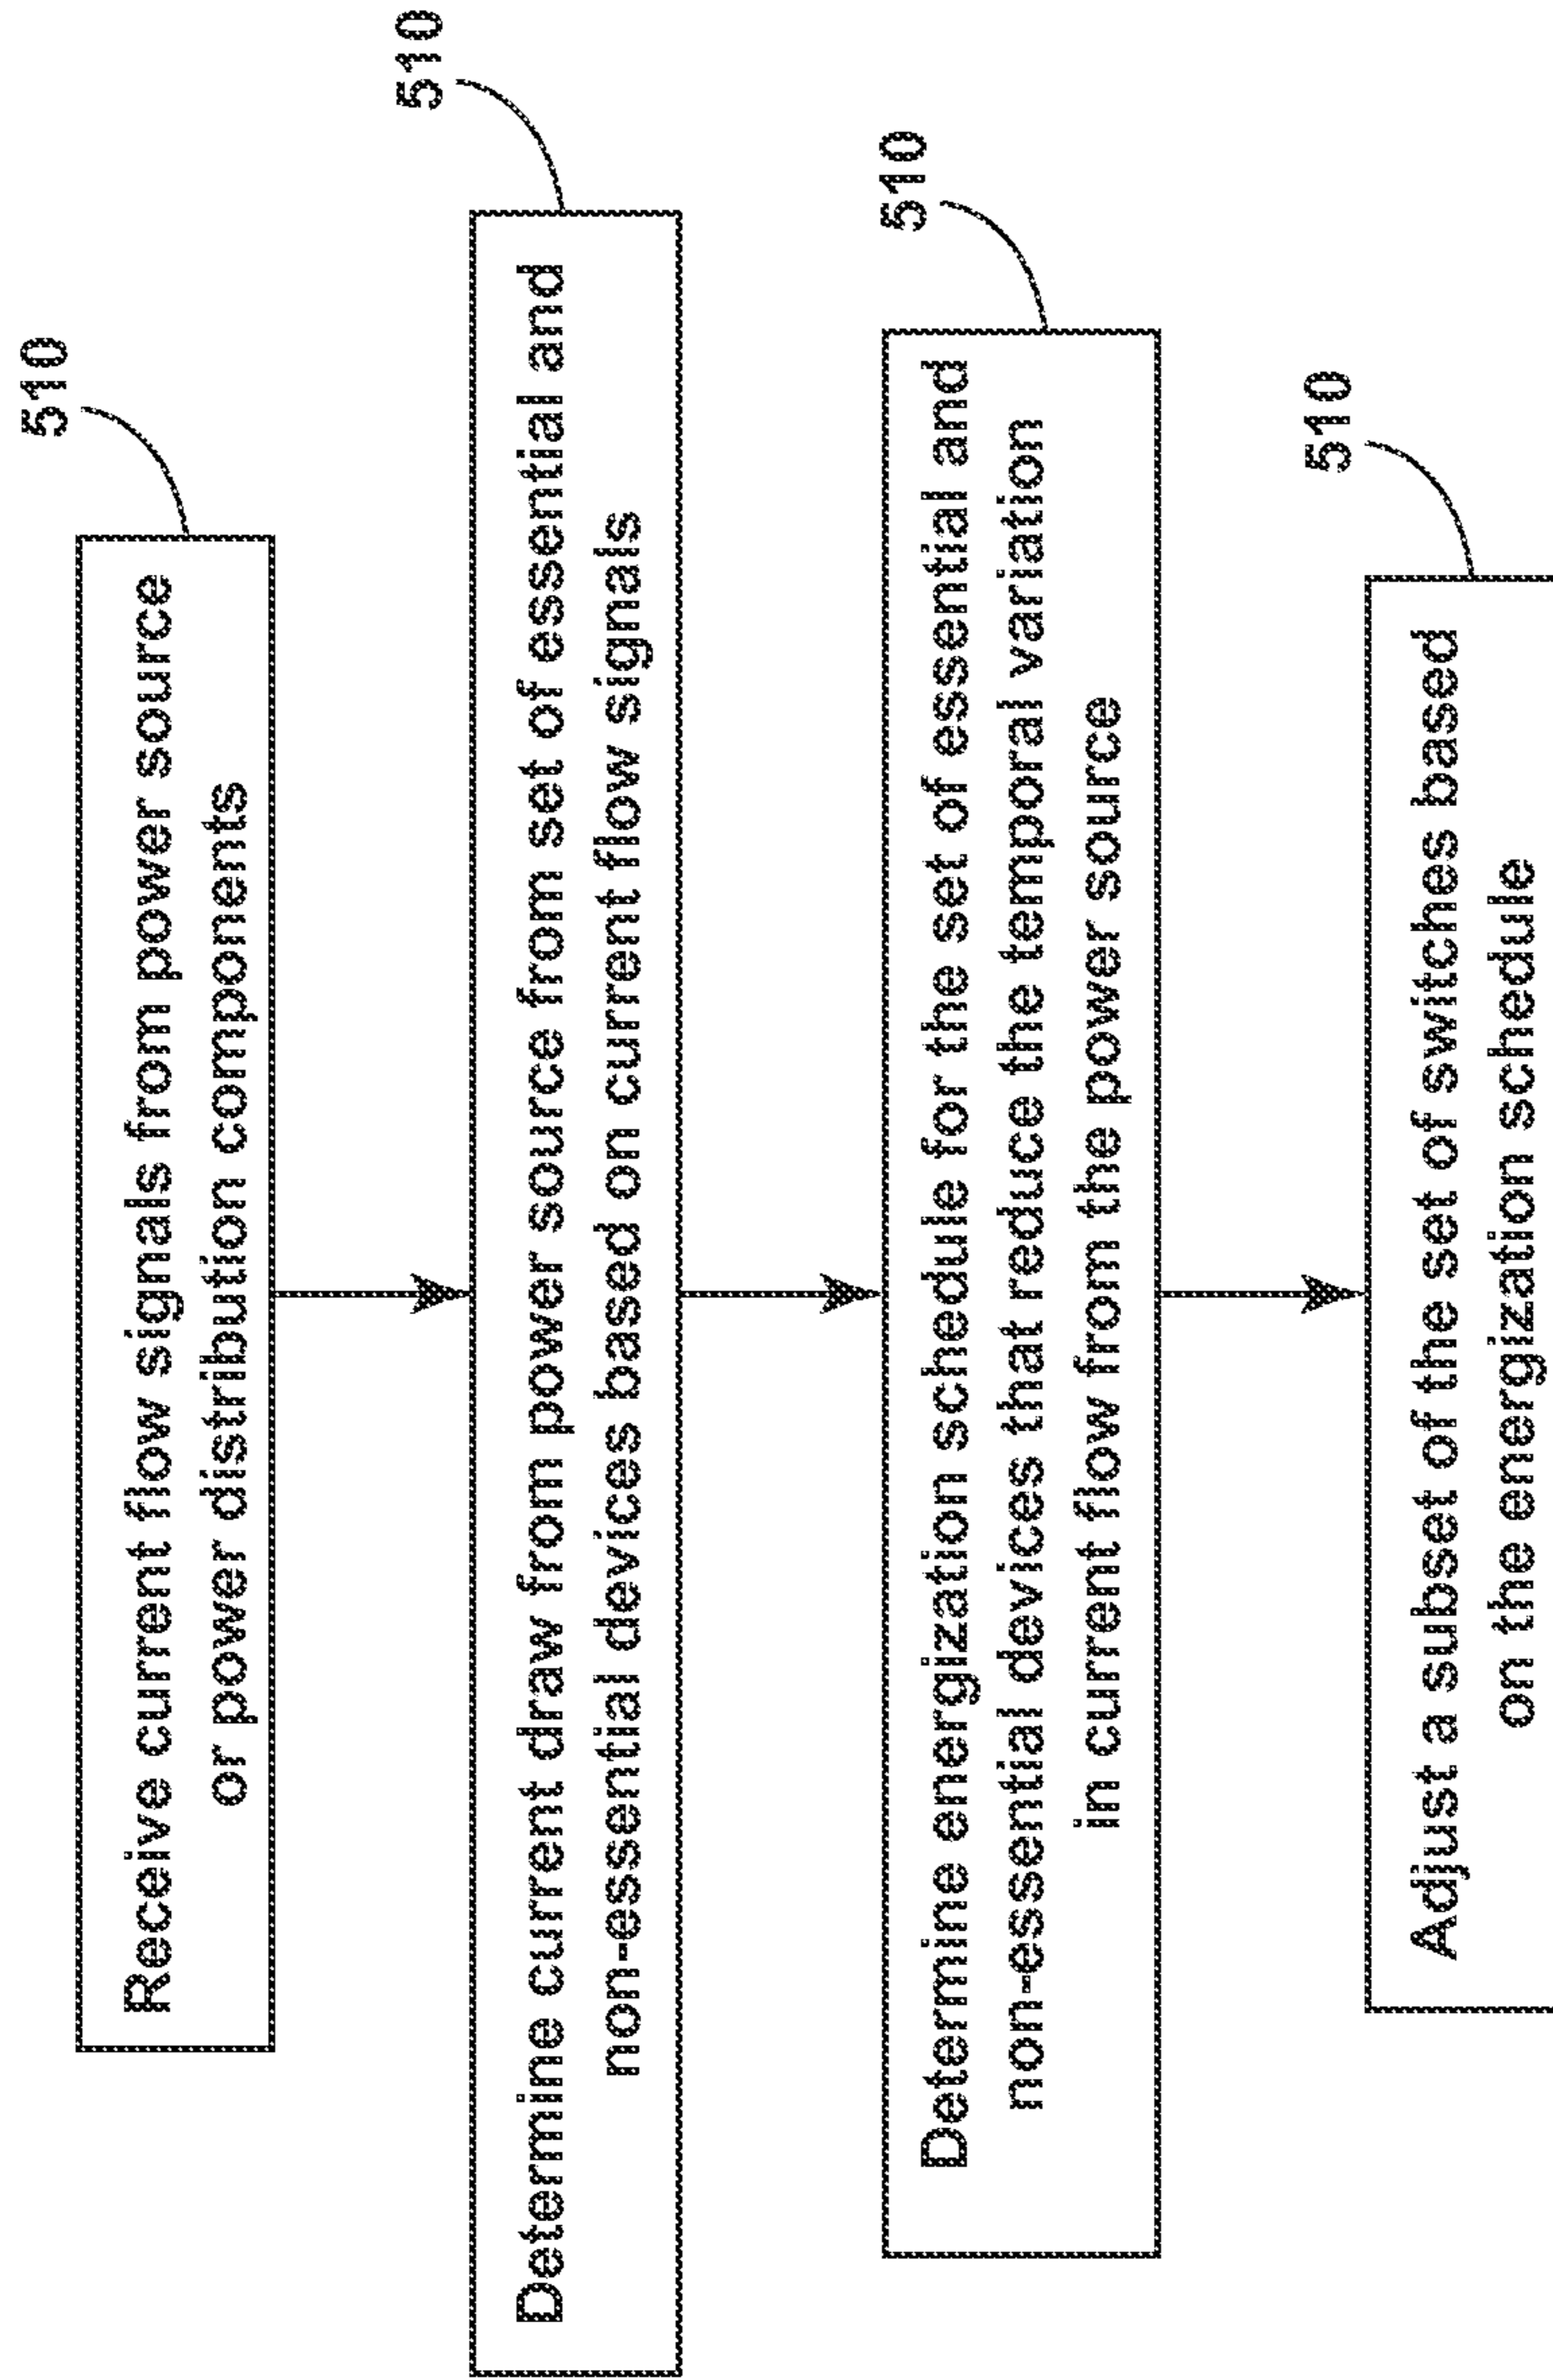 510
Receive current flow signals from power source
or power distribution components
510
Determine current draw from power source from set of essential and
non-essential devices based on current flow signals
510
Determine energization schedule for the set of essential and
non-essential devices that reduce the temporal variation
in current flow from the power source
510
Adjust a subset of the set of switches based
on the energization schedule